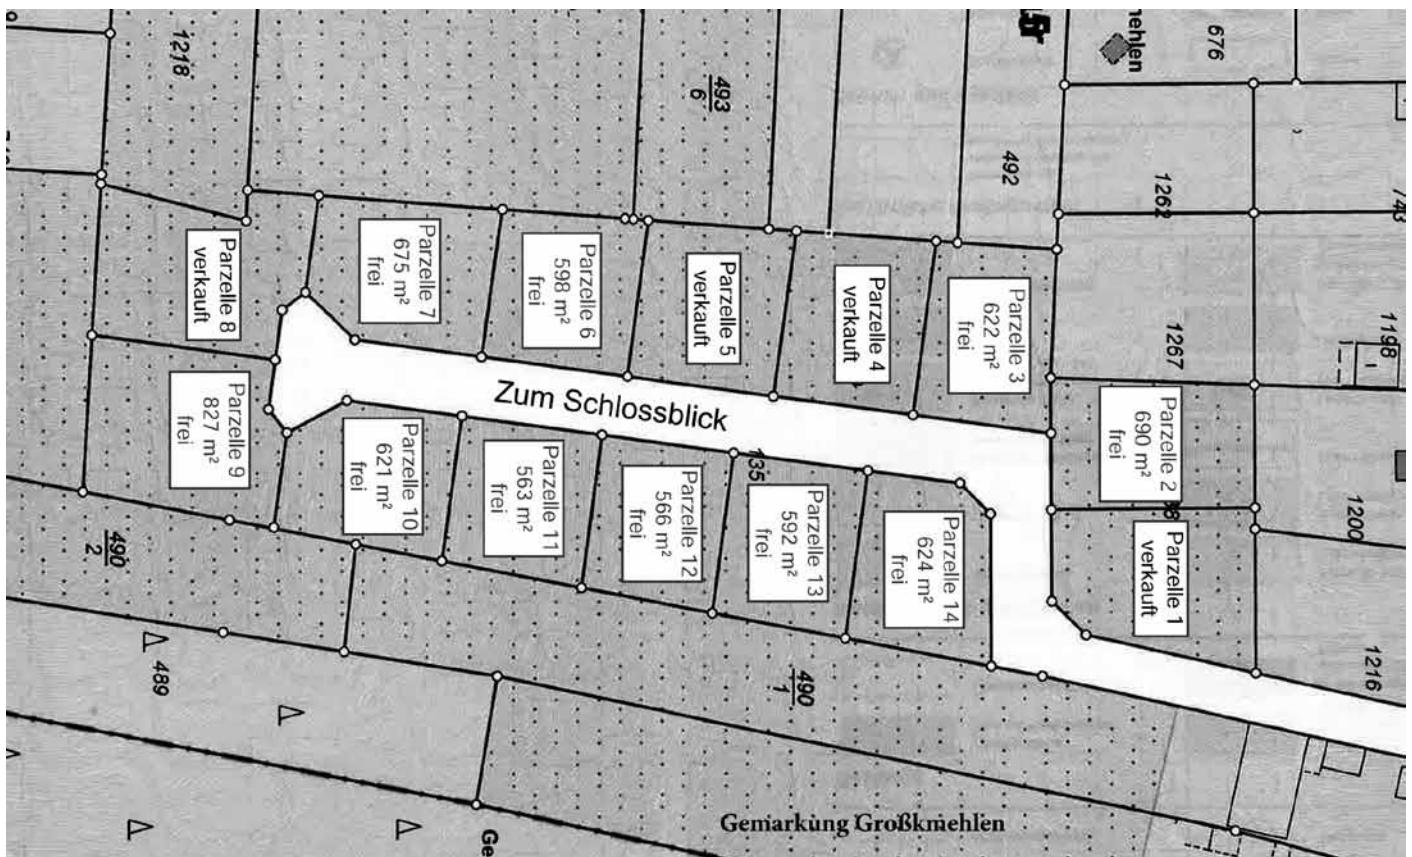 1218
493
6
5r
ehlen
676
492
1262
743
Parzelle 8
verkauft
Parzelle 7
675 m²
frei
Parzelle 6
598 m²
frei
Parzelle 5
verkauft
Parzelle 4
verkauft
Parzelle 3
622 m²
frei
1267
1198
Parzelle 2
690 m²
frei
Zum Schlossblick
Parzelle 9
827 m²
frei
Parzelle 10
621 m²
frei
Parzelle 11
563 m²
frei
Parzelle 12
566 m²
frei
135
Parzelle 13
592 m²
frei
Parzelle 14
624 m²
frei
Parzelle 1
verkauft
1200
490
2
489
490
1
1216
Gemarkung Großkmehlen
Ge